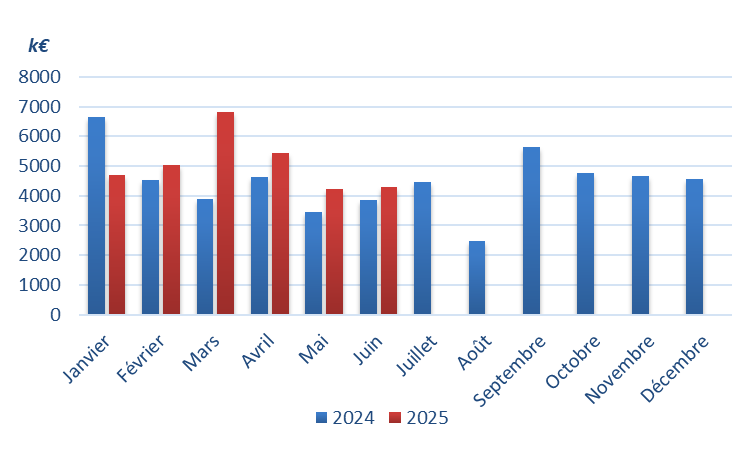 k€
8000
7000
6000
5000
4000
3000
2000
1000
0
Janvier
Février
Mars
Avril
Mai
Juin
Juillet
Août
Septembre
Octobre
Novembre
Décembre
2024 2025